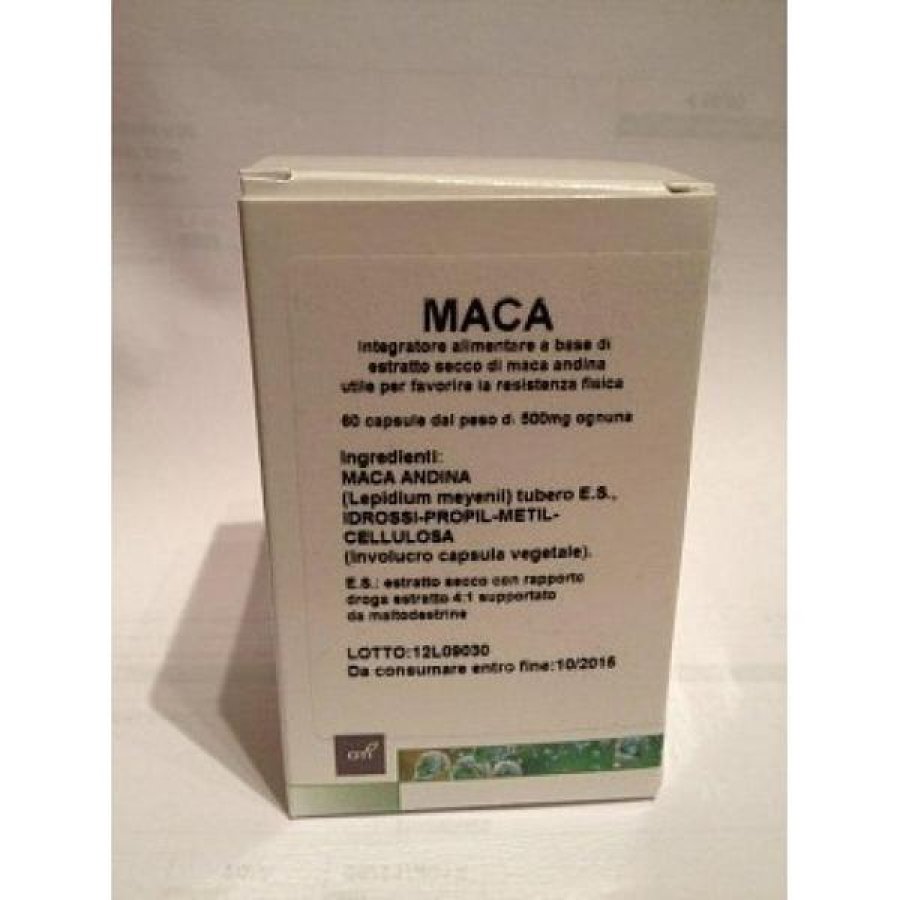 MACA
Integratore alimentare a base di
estratto secco di maca andina
utile per favorire la resistenza fisica
60 capsule dal peso di 500mg ognuna
Ingredienti:
MACA ANDINA
(Lepidium meyenii) tubero E.S.,
IDROSSI-PROPIL-METIL-
CELLULOSA
(involucro capsula vegetale).
E.S.: estratto secco con rapporto
droga estratto 4:1 supportato
da maltodestrine
LOTTO:12L09030
Da consumare entro fine:10/2015
OTI